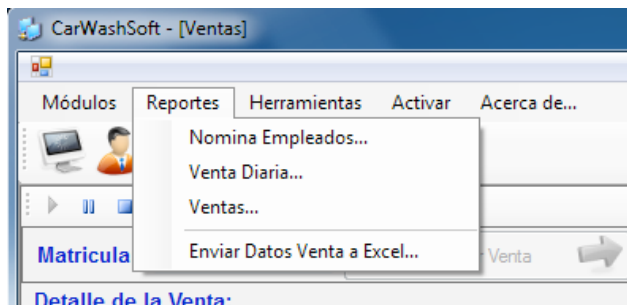 CarWashSoft - [Ventas]
Módulos Reportes Herramientas Activar Acerca de...
Nomina Empleados...
Venta Diaria...
Ventas...
Enviar Datos Venta a Excel...
Matricula Venta
Detalle de la Venta: